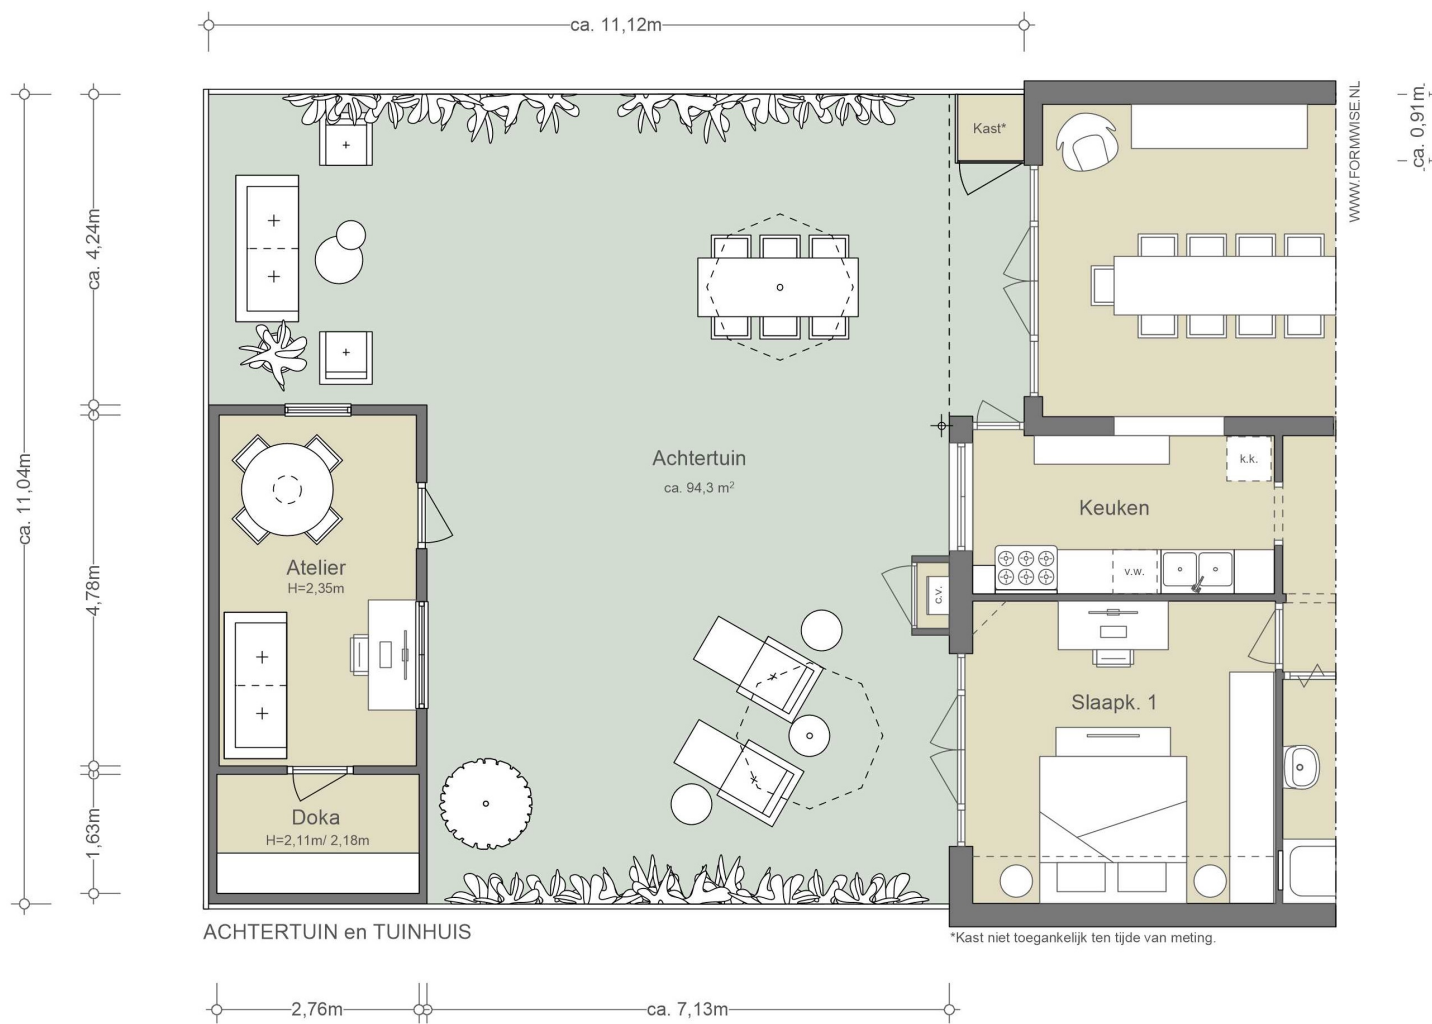 ca. 11,12m
ca. 0,91m
WWW.FORMWISE.NL
Kast*
ca. 4,24m
ca. 11,04m
4,78m
1,63m
Achtertuin
ca. 94,3 m²
k.k.
Keuken
v.w.
c.v.
Atelier
H=2,35m
Slaapk. 1
Doka
H=2,11m/ 2,18m
ACHTERTUIN en TUINHUIS
*Kast niet toegankelijk ten tijde van meting.
2,76m
ca. 7,13m